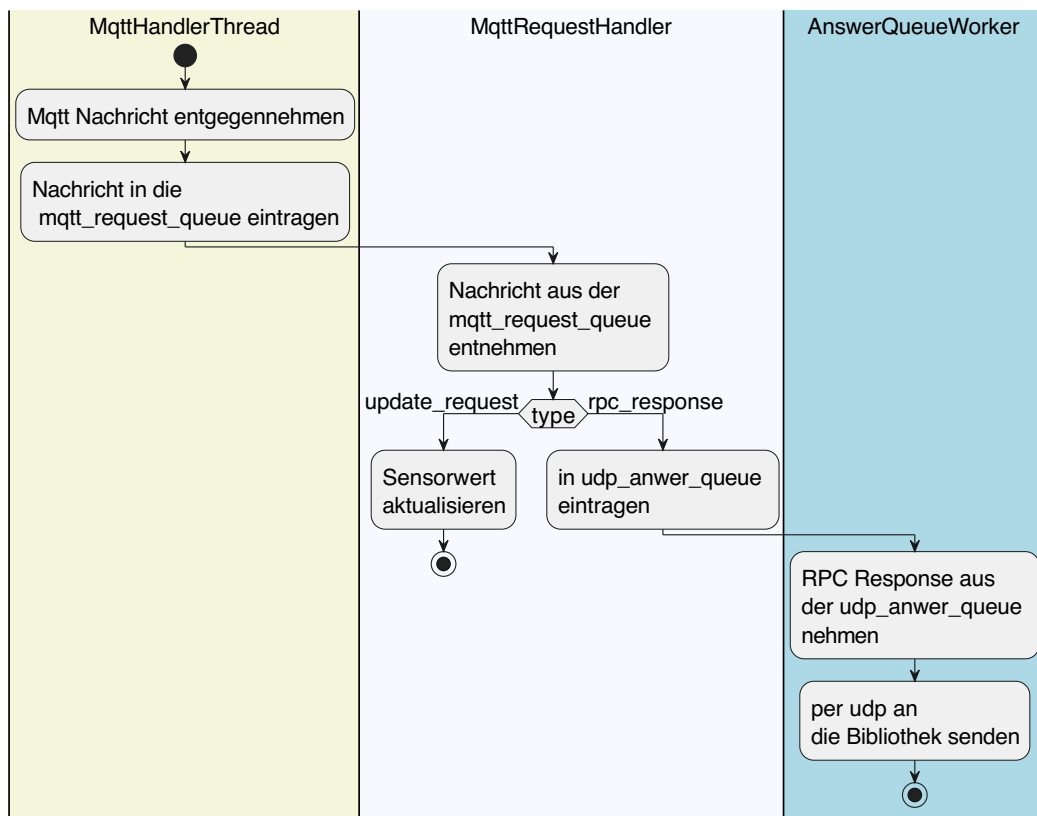 MqttHandlerThread
MqttRequestHandler
AnswerQueueWorker
Mqtt Nachricht entgegennehmen
Nachricht in die
mqtt_request_queue eintragen
Nachricht aus der
mqtt_request_queue
entnehmen
update_request
type
rpc_response
Sensorwert
aktualisieren
in udp_anwer_queue
eintragen
RPC Response aus
der udp_anwer_queue
nehmen
per udp an
die Bibliothek senden